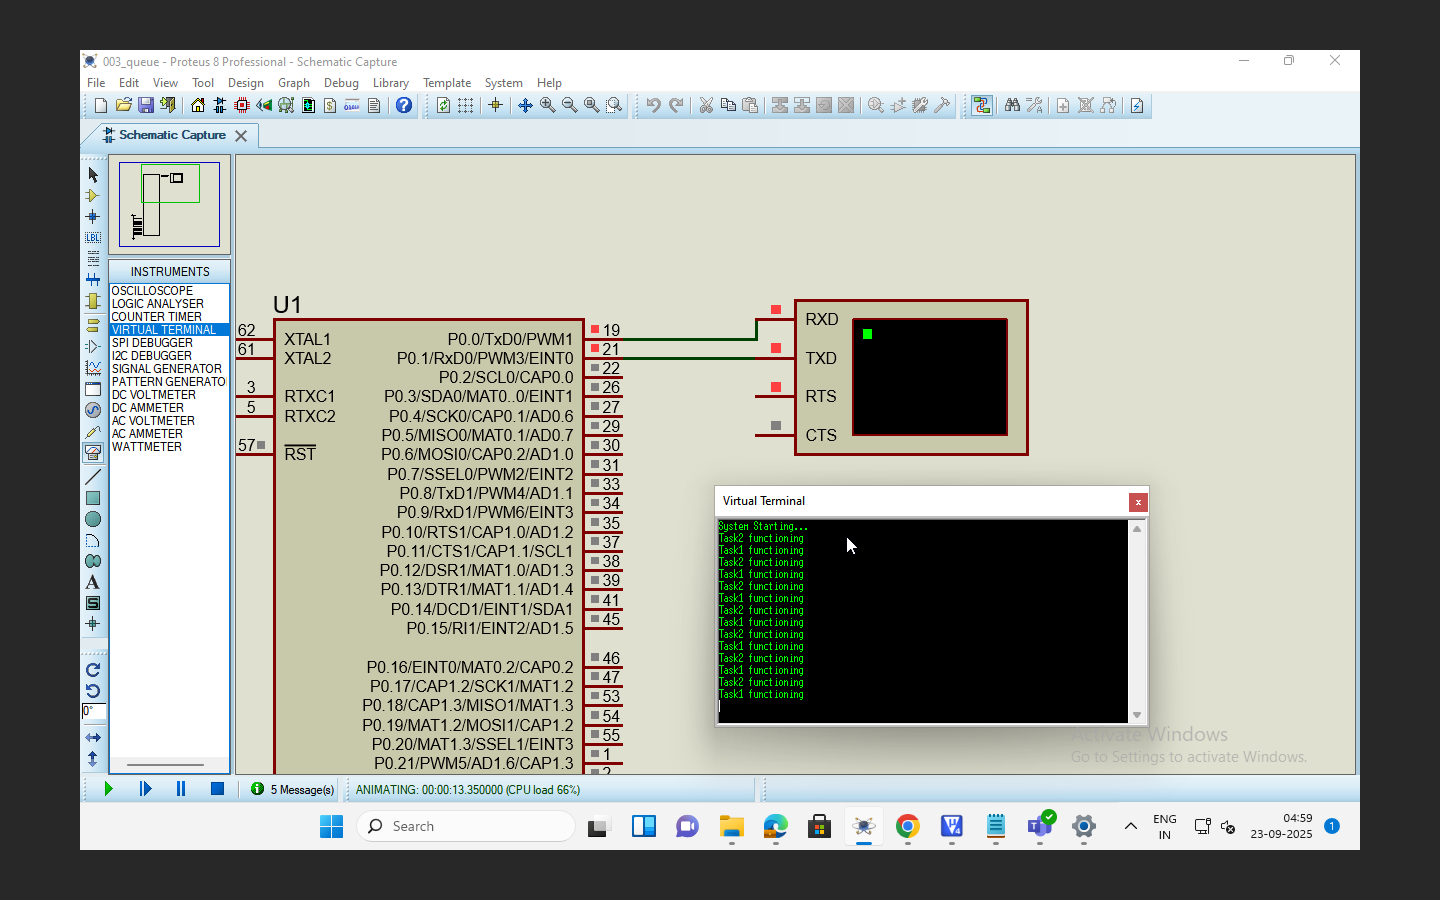 003_queue - Proteus 8 Professional - Schematic Capture
File Edit View Tool Design Graph Debug Library Template System Help
Schematic Capture
LBL
INSTRUMENTS
OSCILLOSCOPE
LOGIC ANALYSER
COUNTER TIMER
VIRTUAL TERMINAL
SPI DEBUGGER
I2C DEBUGGER
SIGNAL GENERATOR
PATTERN GENERATO
DC VOLTMETER
DC AMMETER
AC VOLTMETER
AC AMMETER
WATTMETER
0°
U1
62 XTAL1
61 XTAL2
3 RTXC1
5 RTXC2
57 RST
P0.0/TxD0/PWM1 19
P0.1/RxD0/PWM3/EINT0 21
P0.2/SCL0/CAP0.0 22
P0.3/SDA0/MAT0..0/EINT1 26
P0.4/SCK0/CAP0.1/AD0.6 27
P0.5/MISO0/MAT0.1/AD0.7 29
P0.6/MOSI0/CAP0.2/AD1.0 30
P0.7/SSEL0/PWM2/EINT2 31
P0.8/TxD1/PWM4/AD1.1 33
P0.9/RxD1/PWM6/EINT3 34
P0.10/RTS1/CAP1.0/AD1.2 35
P0.11/CTS1/CAP1.1/SCL1 37
P0.12/DSR1/MAT1.0/AD1.3 38
P0.13/DTR1/MAT1.1/AD1.4 39
P0.14/DCD1/EINT1/SDA1 41
P0.15/RI1/EINT2/AD1.5 45
P0.16/EINT0/MAT0.2/CAP0.2 46
P0.17/CAP1.2/SCK1/MAT1.2 47
P0.18/CAP1.3/MISO1/MAT1.3 53
P0.19/MAT1.2/MOSI1/CAP1.2 54
P0.20/MAT1.3/SSEL1/EINT3 55
P0.21/PWM5/AD1.6/CAP1.3 1
2
RXD
TXD
RTS
CTS
Virtual Terminal
System Starting...
Task2 functioning
Task1 functioning
Task2 functioning
Task1 functioning
Task2 functioning
Task1 functioning
Task2 functioning
Task1 functioning
Task2 functioning
Task1 functioning
Task2 functioning
Task1 functioning
Task2 functioning
Task1 functioning
Activate Windows
Go to Settings to activate Windows.
5 Message(s)
ANIMATING: 00:00:13.350000 (CPU load 66%)
Search
ENG
IN
04:59
23-09-2025
1